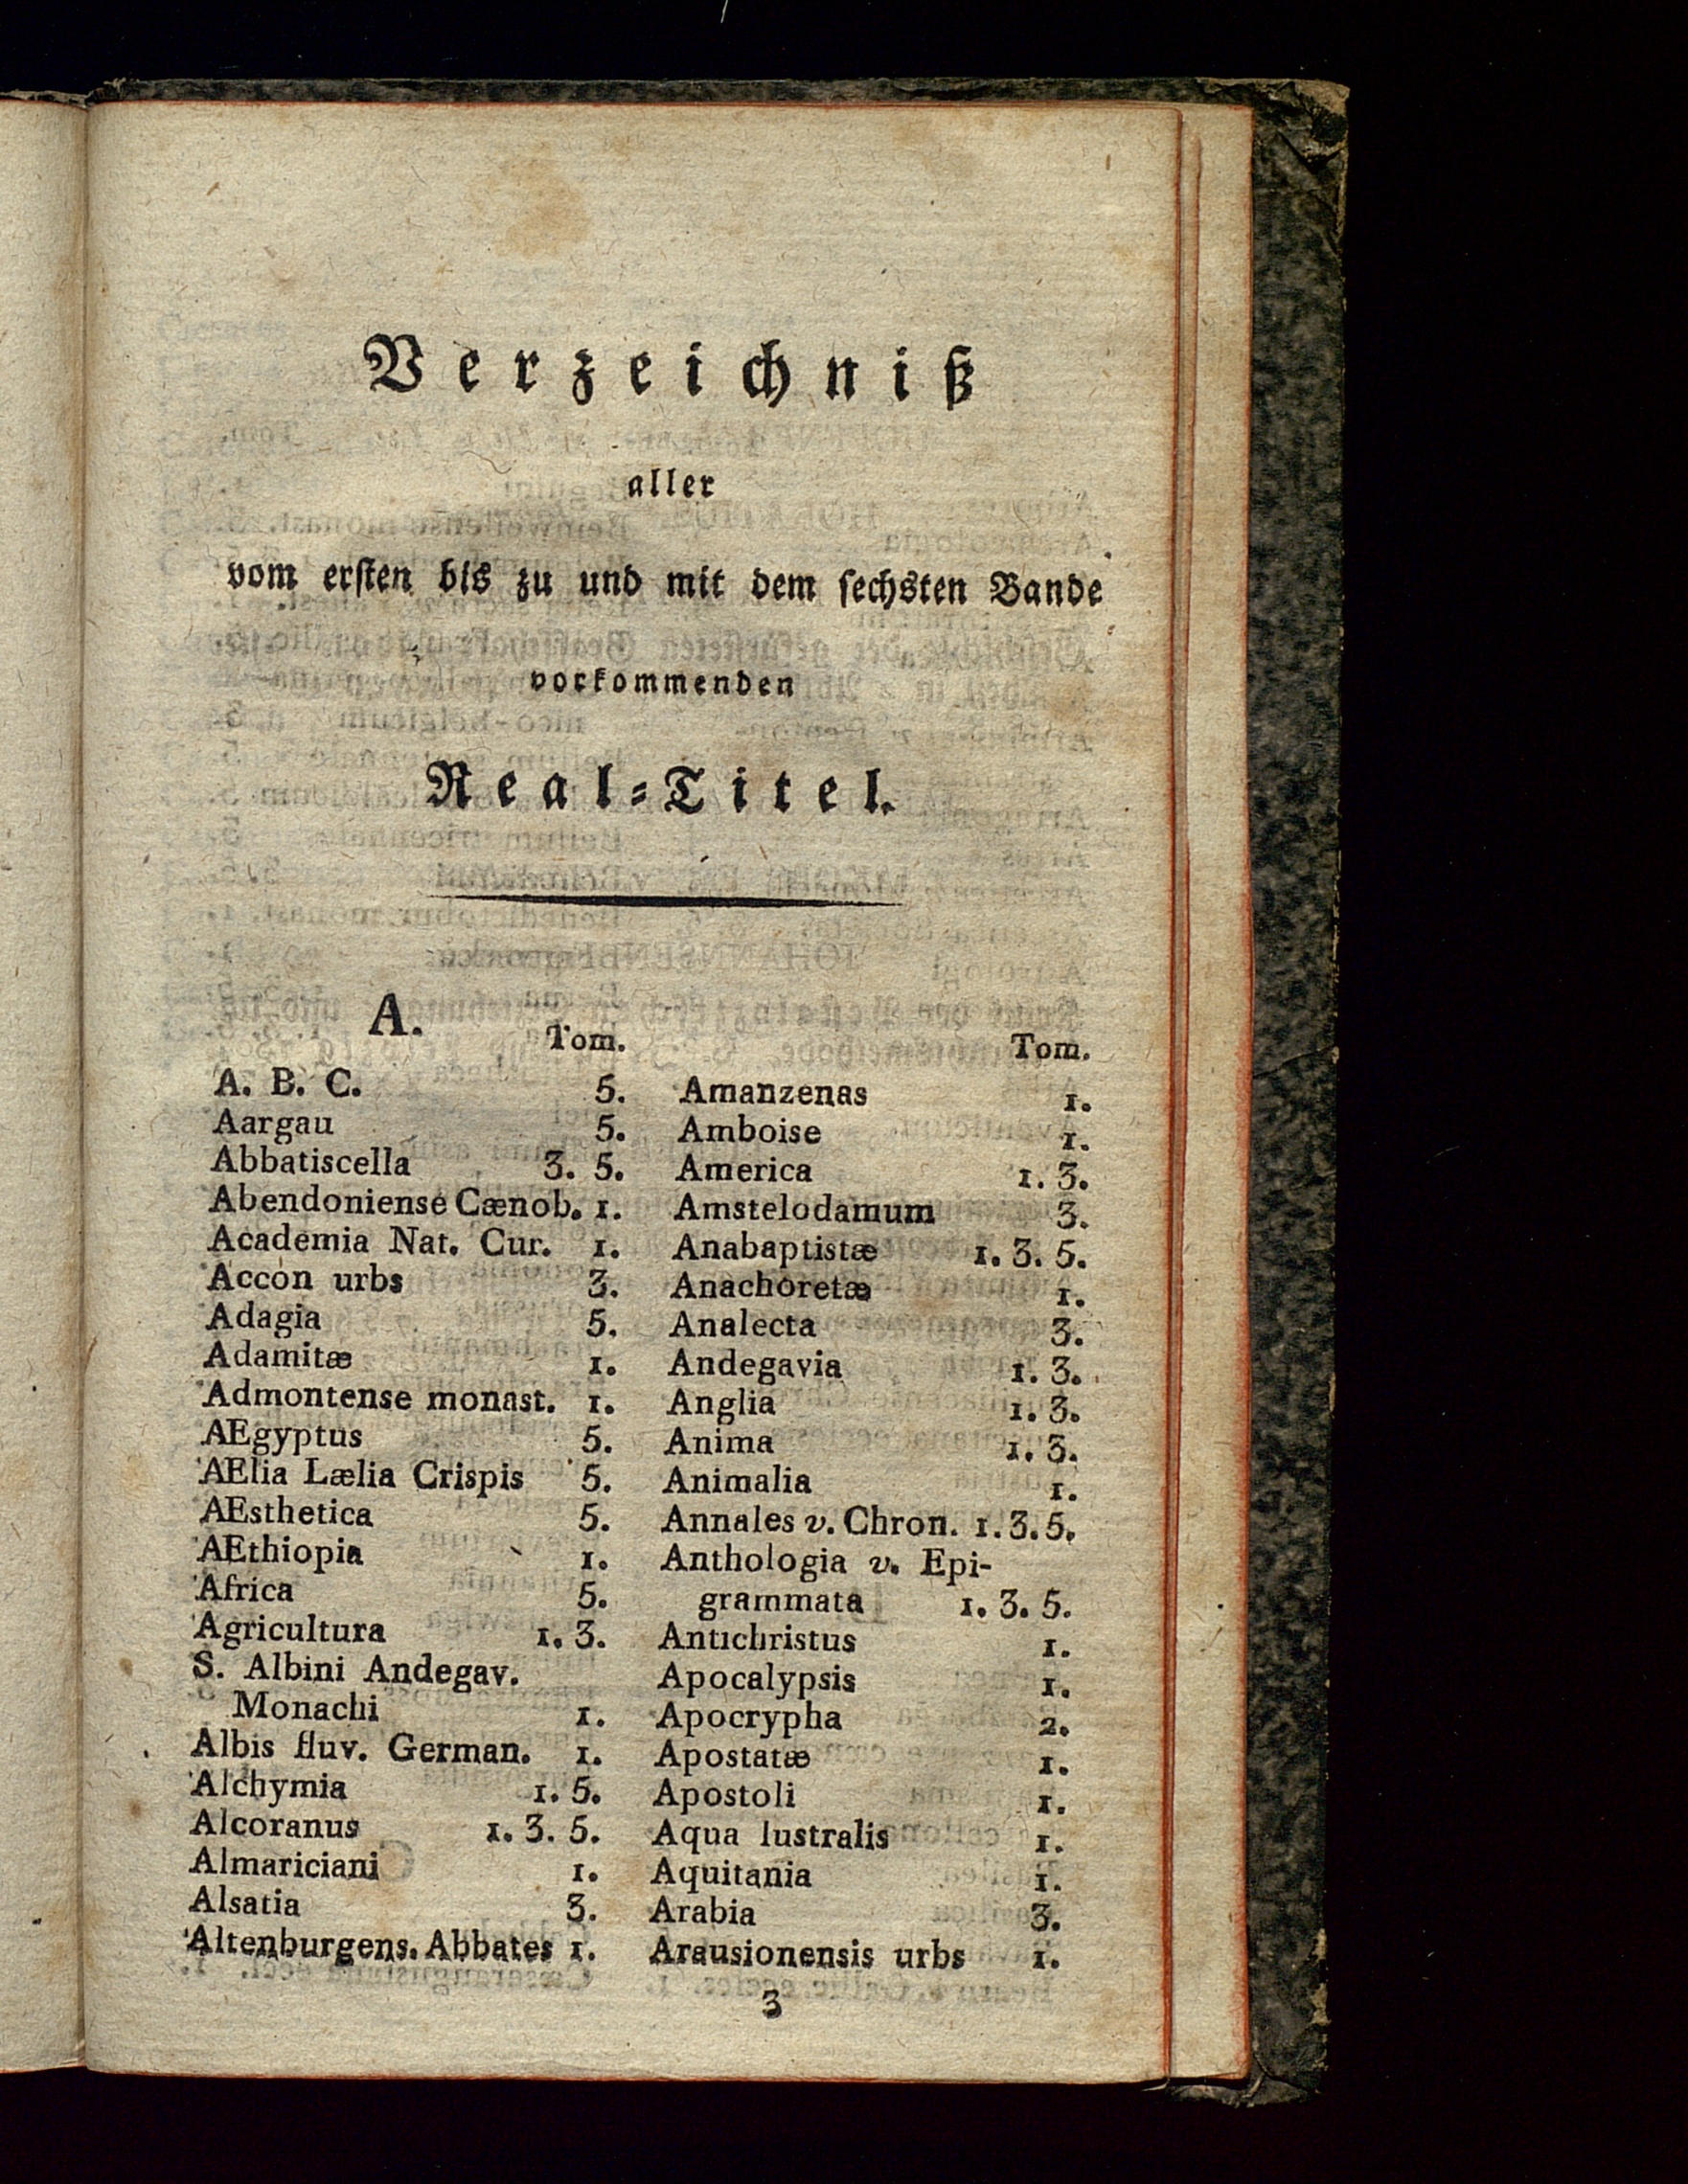 Verzeichniß
aller
vom ersten bis zu und mit dem sechsten Bande
vorkommenden
Real-Titel.
A.
Tom.
A. B. C. 5.
Aargau 5.
Abbatiscella 3. 5.
Abendoniense Cænob. 1.
Academia Nat. Cur. 1.
Accon urbs 3.
Adagia 5.
Adamitæ 1.
Admontense monast. 1.
AEgyptus 5.
AElia Lælia Crispis 5.
AEsthetica 5.
AEthiopia 1.
Africa 5.
Agricultura 1. 3.
S. Albini Andegav.
Monachi 1.
Albis fluv. German. 1.
Alchymia 1. 5.
Alcoranus 1. 3. 5.
Almariciani 1.
Alsatia 3.
Altenburgens. Abbates 1.
Tom.
Amanzenas 1.
Amboise 1.
America 1. 3.
Amstelodamum 3.
Anabaptistæ 1. 3. 5.
Anachoretæ 1.
Analecta 3.
Andegavia 1. 3.
Anglia 1. 3.
Anima 1. 3.
Animalia 1.
Annales v. Chron. 1. 3. 5.
Anthologia v. Epi-
grammata 1. 3. 5.
Antichristus 1.
Apocalypsis 1.
Apocrypha 2.
Apostatæ 1.
Apostoli 1.
Aqua lustralis 1.
Aquitania 1.
Arabia 3.
Arausionensis urbs 1.
3